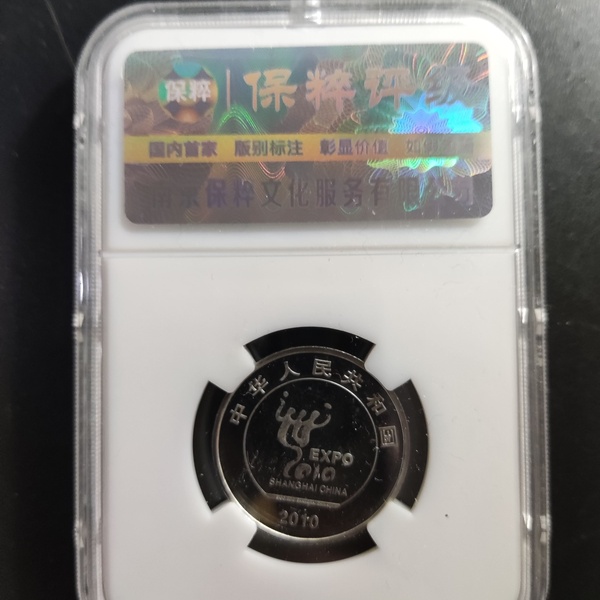 保粹 保粹评级
国内首家 版别标注 彰显价值
保粹文化服务有限公司
中华人民共和国
EXPO
2010
SHANGHAI CHINA
2010